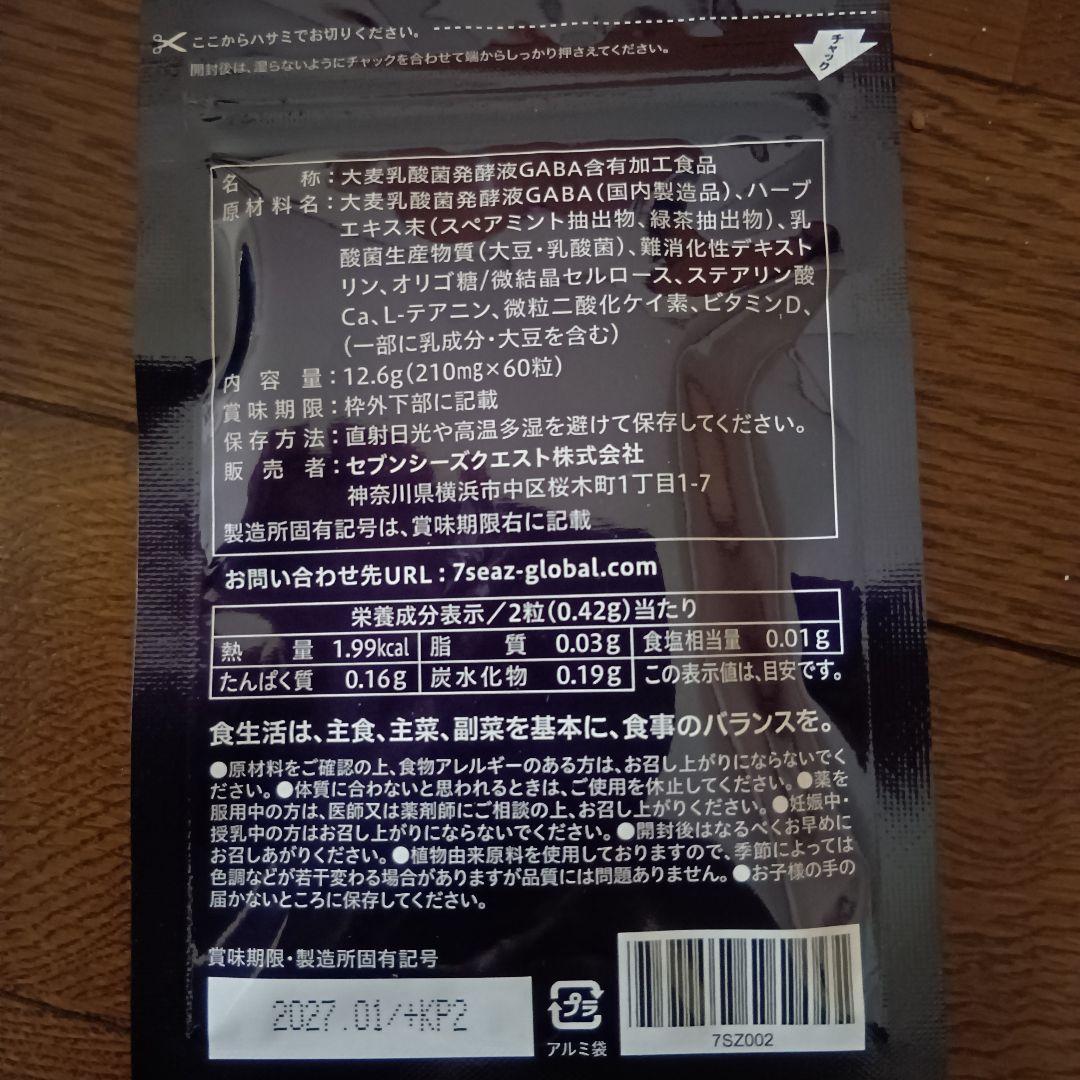 ここからハサミでお切りください。
開封後は、湿らないようにチャックを合わせて端からしっかり押さえてください。
チャック
名称：大麦乳酸菌発酵液GABA含有加工食品
原材料名：大麦乳酸菌発酵液GABA（国内製造品）、ハーブ
エキス末（スペアミント抽出物、緑茶抽出物）、乳
酸菌生産物質（大豆・乳酸菌）、難消化性デキスト
リン、オリゴ糖/微結晶セルロース、ステアリン酸
Ca、L-テアニン、微粒二酸化ケイ素、ビタミンD、
（一部に乳成分・大豆を含む）
内容量：12.6g（210mg×60粒）
賞味期限：枠外下部に記載
保存方法：直射日光や高温多湿を避けて保存してください。
販売者：セブンシーズクエスト株式会社
神奈川県横浜市中区桜木町1丁目1-7
製造所固有記号は、賞味期限右に記載
お問い合わせ先URL：7seaz-global.com
栄養成分表示／2粒（0.42g）当たり
熱量 1.99kcal 脂質 0.03g 食塩相当量 0.01g
たんぱく質 0.16g 炭水化物 0.19g この表示値は、目安です。
食生活は、主食、主菜、副菜を基本に、食事のバランスを。
●原材料をご確認の上、食物アレルギーのある方は、お召し上がりにならないでく
ださい。●体質に合わないと思われるときは、ご使用を休止してください。●薬を
服用中の方は、医師又は薬剤師にご相談の上、お召し上がりください。●妊娠中・
授乳中の方はお召し上がりにならないでください。●開封後はなるべくお早めに
お召しあがりください。●植物由来原料を使用しておりますので、季節によっては
色調などが若干変わる場合がありますが品質には問題ありません。●お子様の手の
届かないところに保存してください。
賞味期限・製造所固有記号
2027.01/+KP2
プラ
アルミ袋
7SZ002